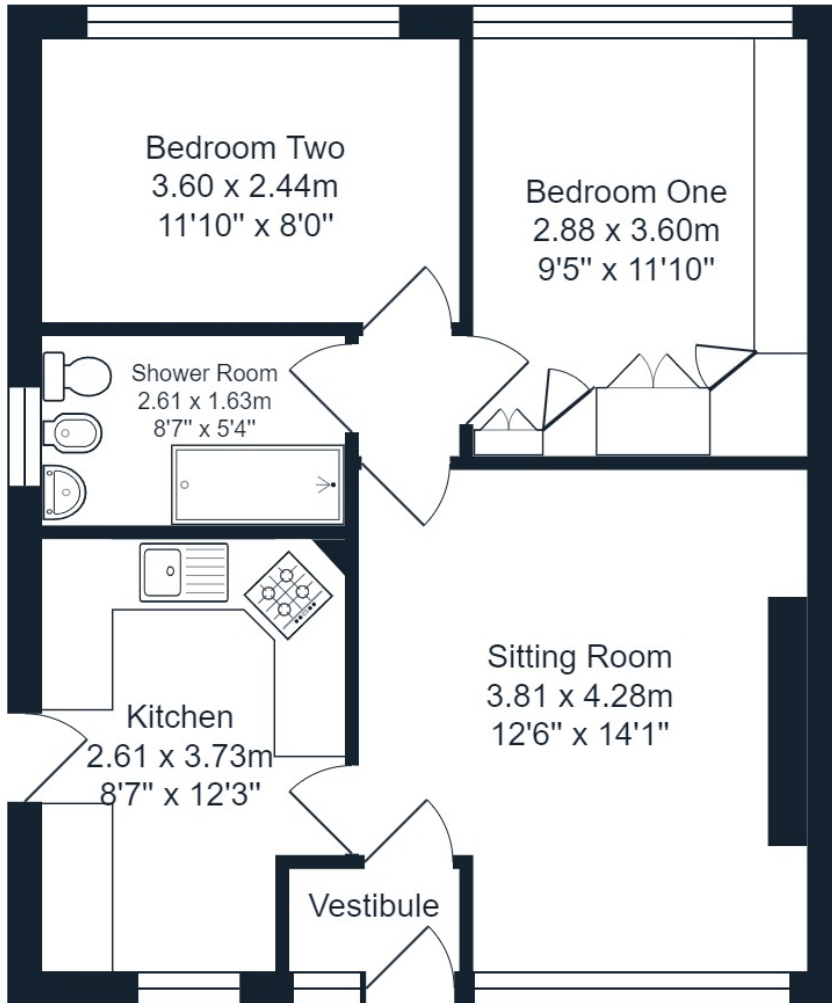 Bedroom Two
3.60 x 2.44m
11'10" x 8'0"
Bedroom One
2.88 x 3.60m
9'5" x 11'10"
Shower Room
2.61 x 1.63m
8'7" x 5'4"
Sitting Room
3.81 x 4.28m
12'6" x 14'1"
Kitchen
2.61 x 3.73m
8'7" x 12'3"
Vestibule